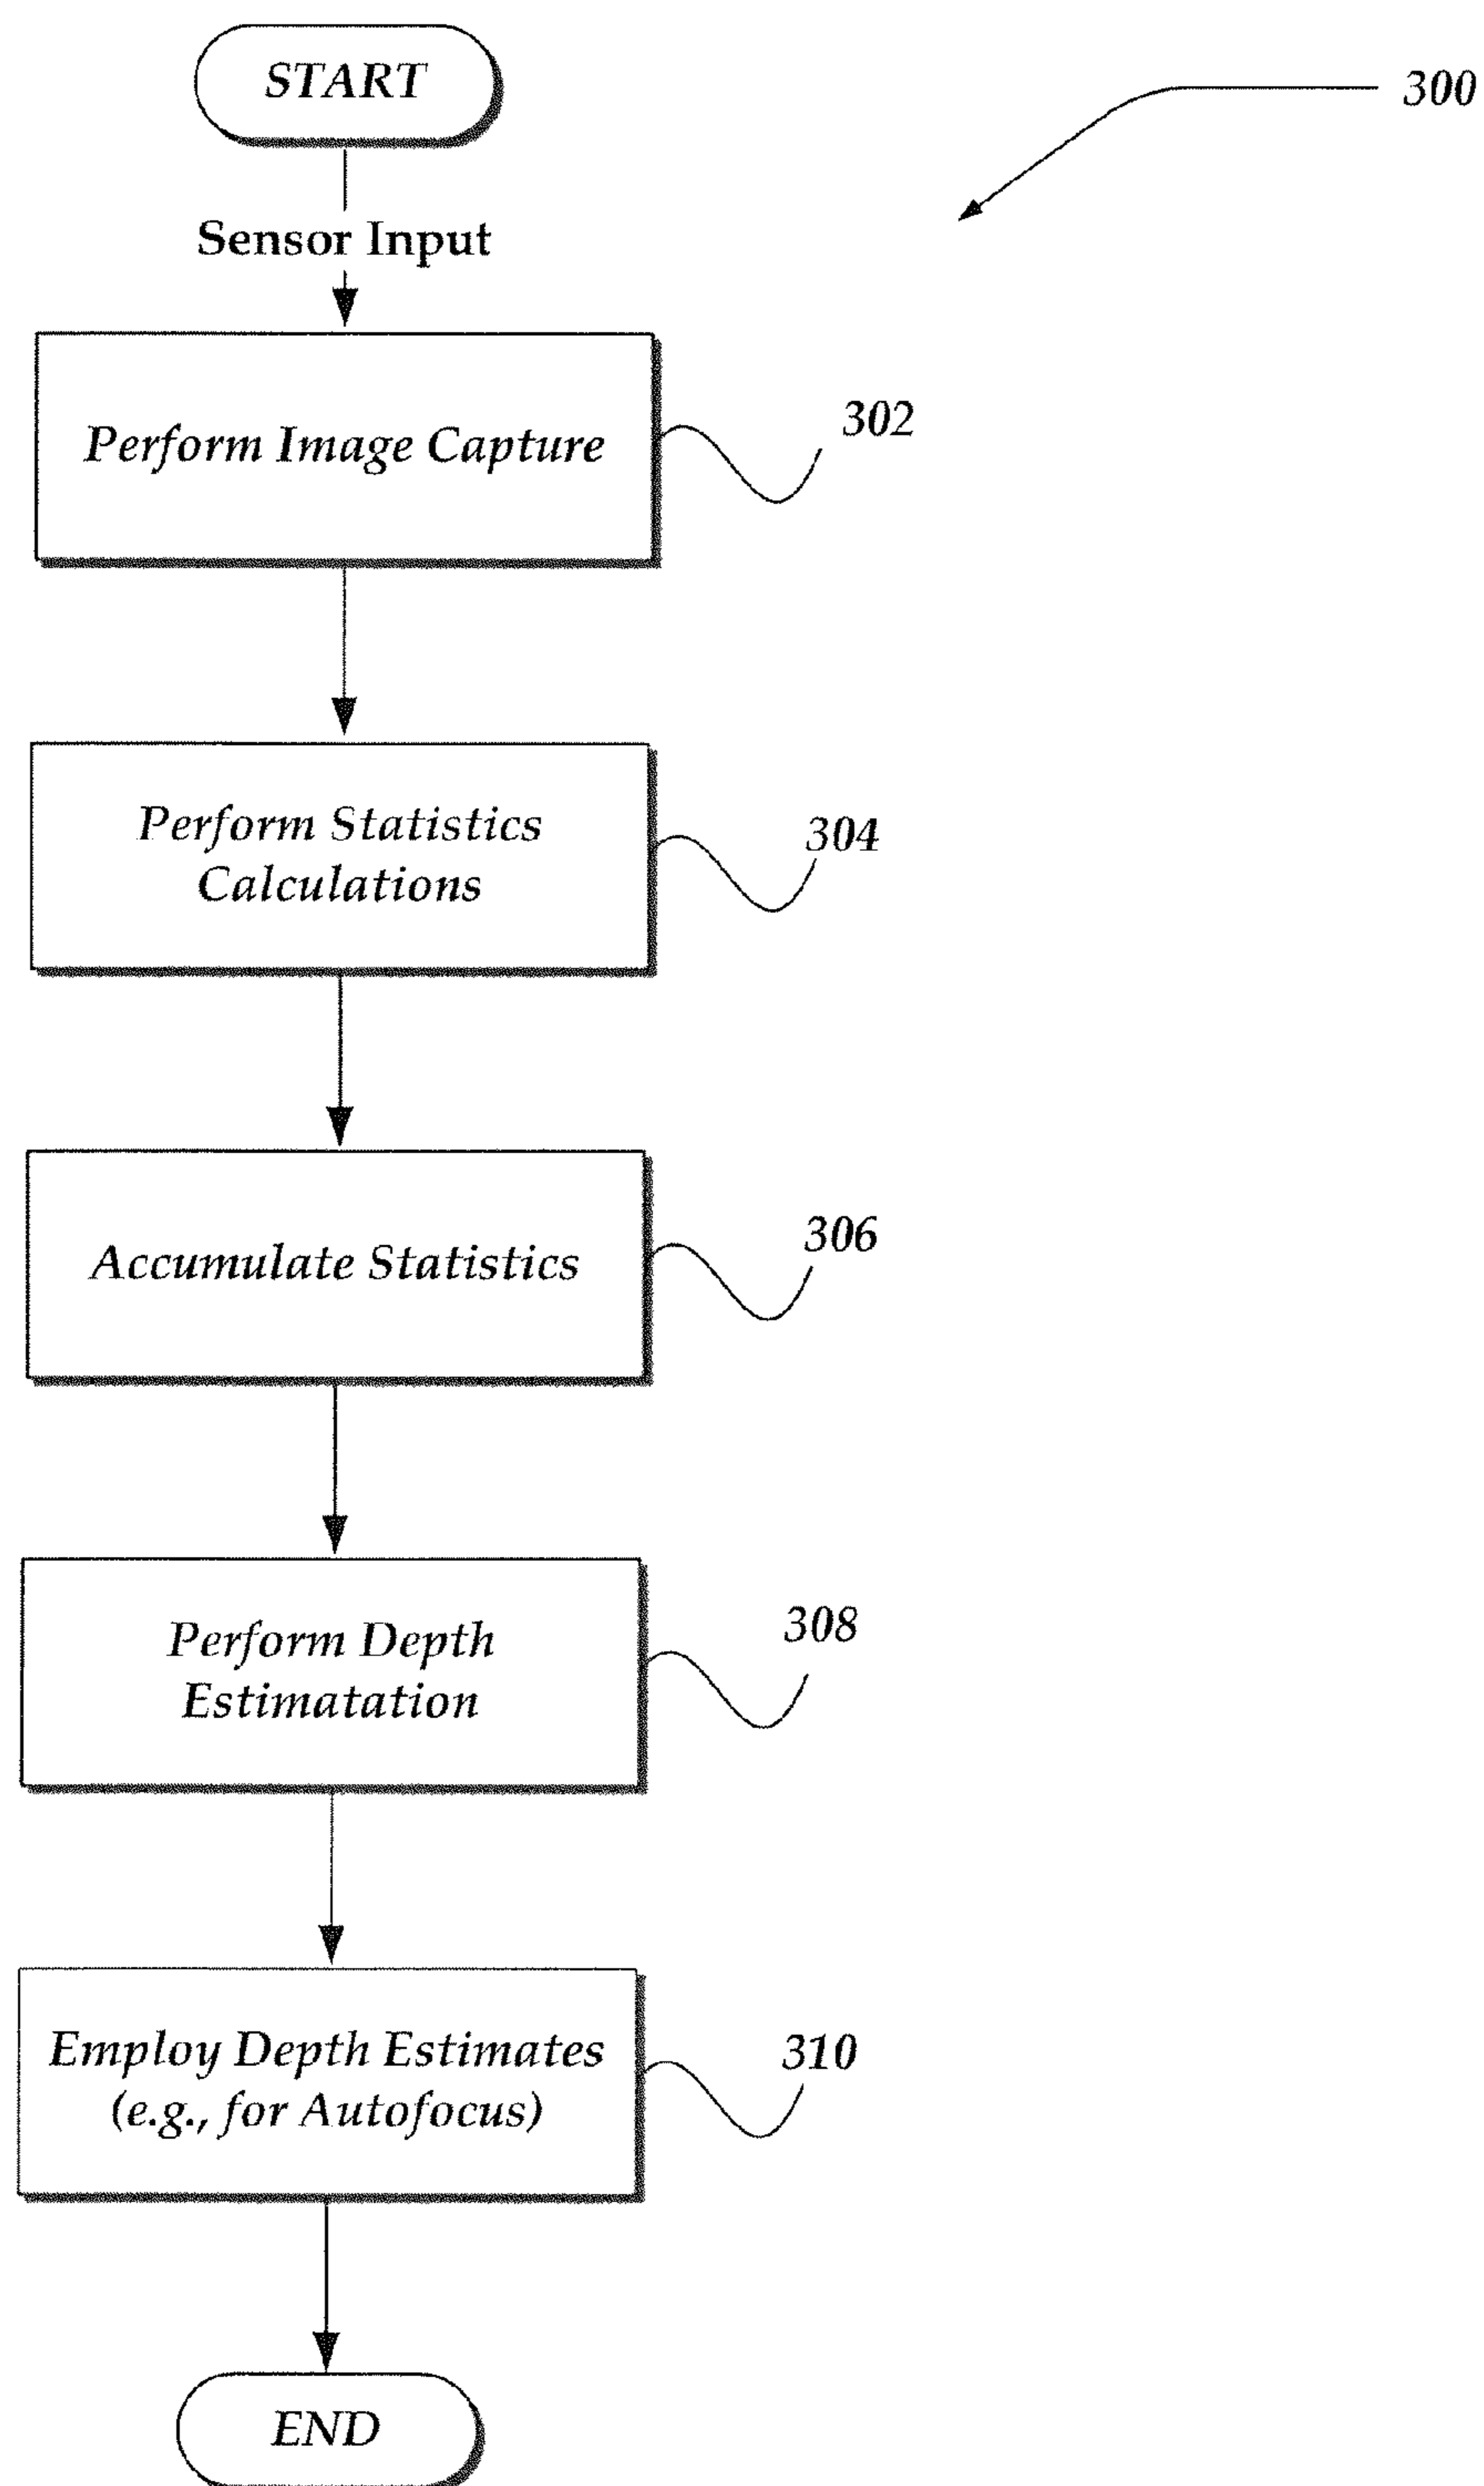 START
300
Sensor Input
Perform Image Capture
302
Perform Statistics
Calculations
304
Accumulate Statistics
306
Perform Depth
Estimatation
308
Employ Depth Estimates
(e.g., for Autofocus)
310
END